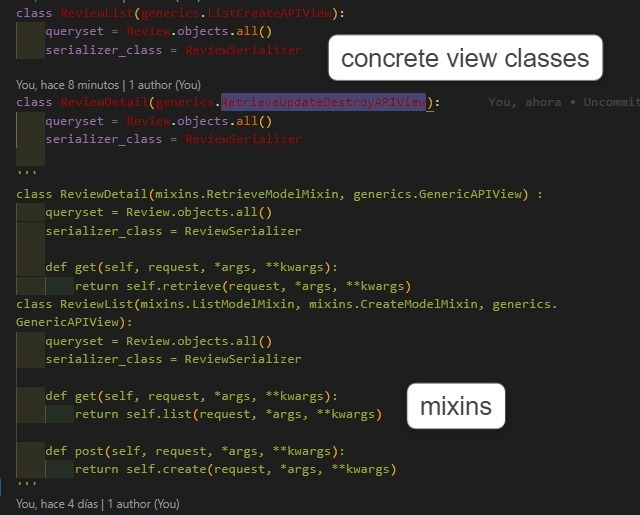 class ReviewList(generics.ListCreateAPIView):
queryset = Review.objects.all()
serializer_class = ReviewSerializer
concrete view classes
You, hace 8 minutos | 1 author (You)
class ReviewDetail(generics.RetrieveUpdateDestroyAPIView): You, ahora • Uncommit
queryset = Review.objects.all()
serializer_class = ReviewSerializer
'''
class ReviewDetail(mixins.RetrieveModelMixin, generics.GenericAPIView) :
queryset = Review.objects.all()
serializer_class = ReviewSerializer
def get(self, request, *args, **kwargs):
return self.retrieve(request, *args, **kwargs)
class ReviewList(mixins.ListModelMixin, mixins.CreateModelMixin, generics.
GenericAPIView):
queryset = Review.objects.all()
serializer_class = ReviewSerializer
def get(self, request, *args, **kwargs):
return self.list(request, *args, **kwargs)
mixins
def post(self, request, *args, **kwargs):
return self.create(request, *args, **kwargs)
'''
You, hace 4 días | 1 author (You)